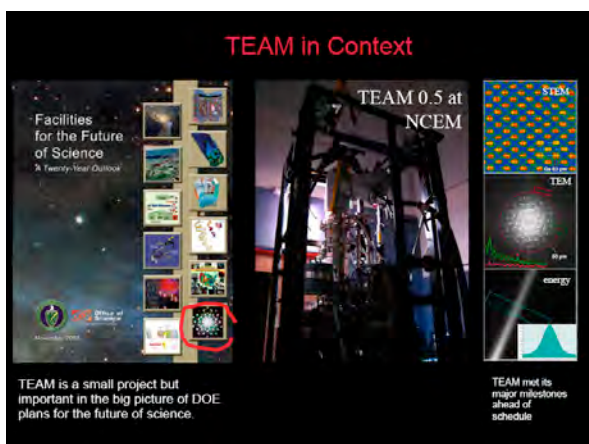 TEAM in Context
Facilities
for the Future
of Science
A Twenty-Year Outlook
Office of
Science
TEAM 0.5 at
NCEM
STEM
TEM
energy
TEAM is a small project but
important in the big picture of DOE
plans for the future of science.
TEAM met its
major milestones
ahead of
schedule